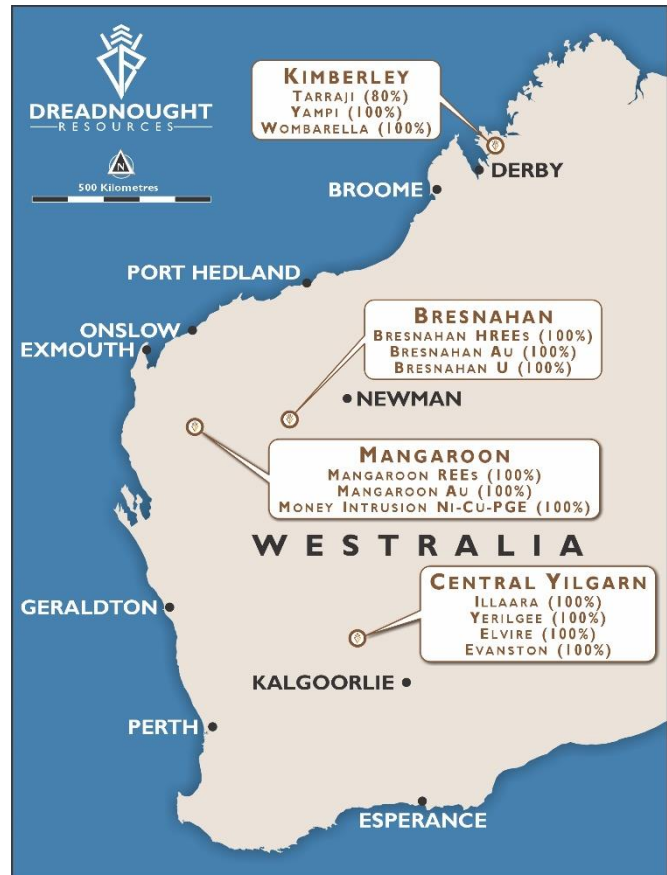 DREADNOUGHT
RESOURCES
N
500 Kilometres
KIMBERLEY
TARRAJI (80%)
YAMPI (100%)
WOMBARELLA (100%)
DERBY
BROOME
PORT HEDLAND
ONSLOW
EXMOUTH
BRESNAHAN
BRESNAHAN HREES (100%)
BRESNAHAN AU (100%)
BRESNAHAN U (100%)
NEWMAN
MANGAROON
MANGAROON REES (100%)
MANGAROON AU (100%)
MONEY INTRUSION NI-CU-PGE (100%)
WESTRALIA
CENTRAL YILGARN
ILLAARA (100%)
YERILGEE (100%)
ELVIRE (100%)
EVANSTON (100%)
GERALDTON
KALGOORLIE
PERTH
ESPERANCE